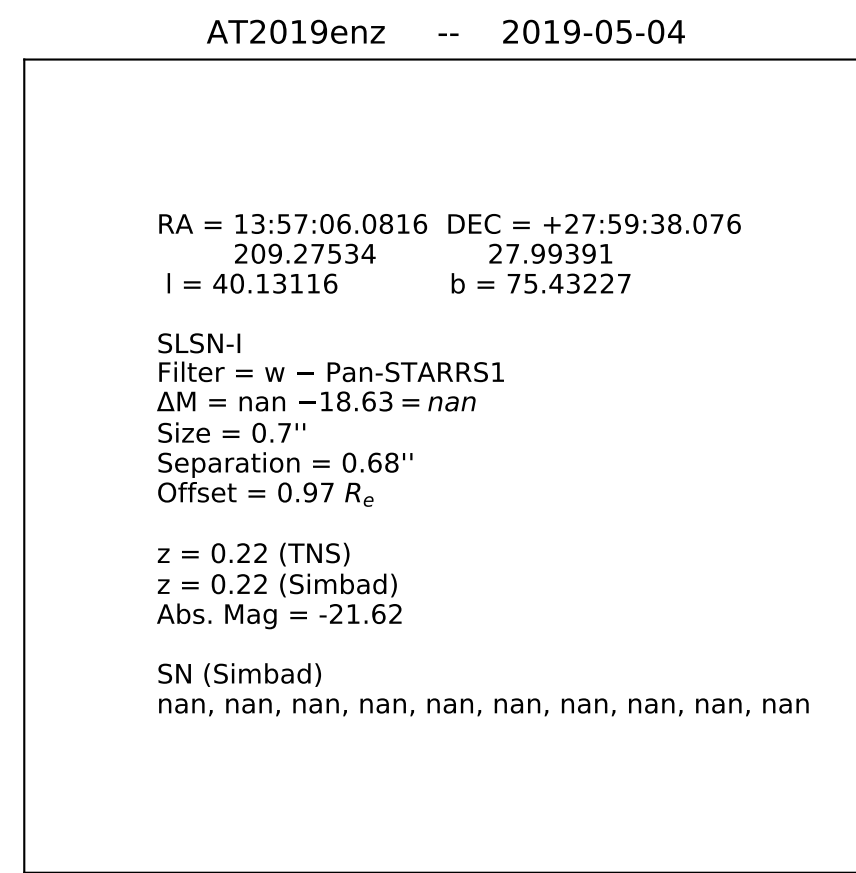 AT2019enz -- 2019-05-04
RA = 13:57:06.0816 DEC = +27:59:38.076
209.27534 27.99391
l = 40.13116 b = 75.43227
SLSN-I
Filter = w − Pan-STARRS1
ΔM = nan −18.63 = nan
Size = 0.7''
Separation = 0.68''
Offset = 0.97 Rₑ
z = 0.22 (TNS)
z = 0.22 (Simbad)
Abs. Mag = -21.62
SN (Simbad)
nan, nan, nan, nan, nan, nan, nan, nan, nan, nan